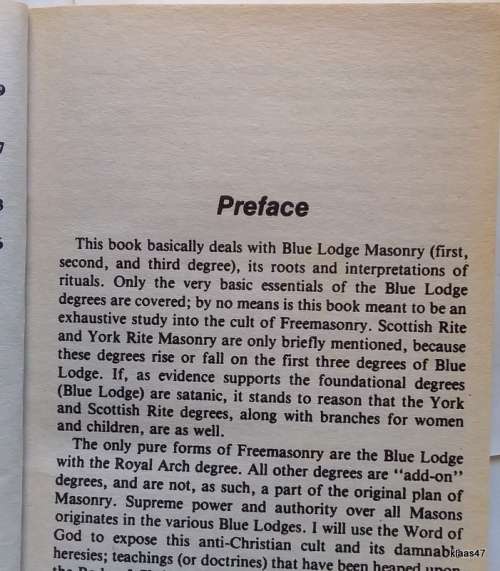 9
7
3
Preface
This book basically deals with Blue Lodge Masonry (first,
second, and third degree), its roots and interpretations of
rituals. Only the very basic essentials of the Blue Lodge
degrees are covered; by no means is this book meant to be an
exhaustive study into the cult of Freemasonry. Scottish Rite
and York Rite Masonry are only briefly mentioned, because
these degrees rise or fall on the first three degrees of Blue
Lodge. If, as evidence supports the foundational degrees
(Blue Lodge) are satanic, it stands to reason that the York
and Scottish Rite degrees, along with branches for women
and children, are as well.
The only pure forms of Freemasonry are the Blue Lodge
with the Royal Arch degree. All other degrees are “add-on”
degrees, and are not, as such, a part of the original plan of
Masonry. Supreme power and authority over all Masons
originates in the various Blue Lodges. I will use the Word of
God to expose this anti-Christian cult and its damnable
heresies; teachings (or doctrines) that have been heaped upon
klaas47